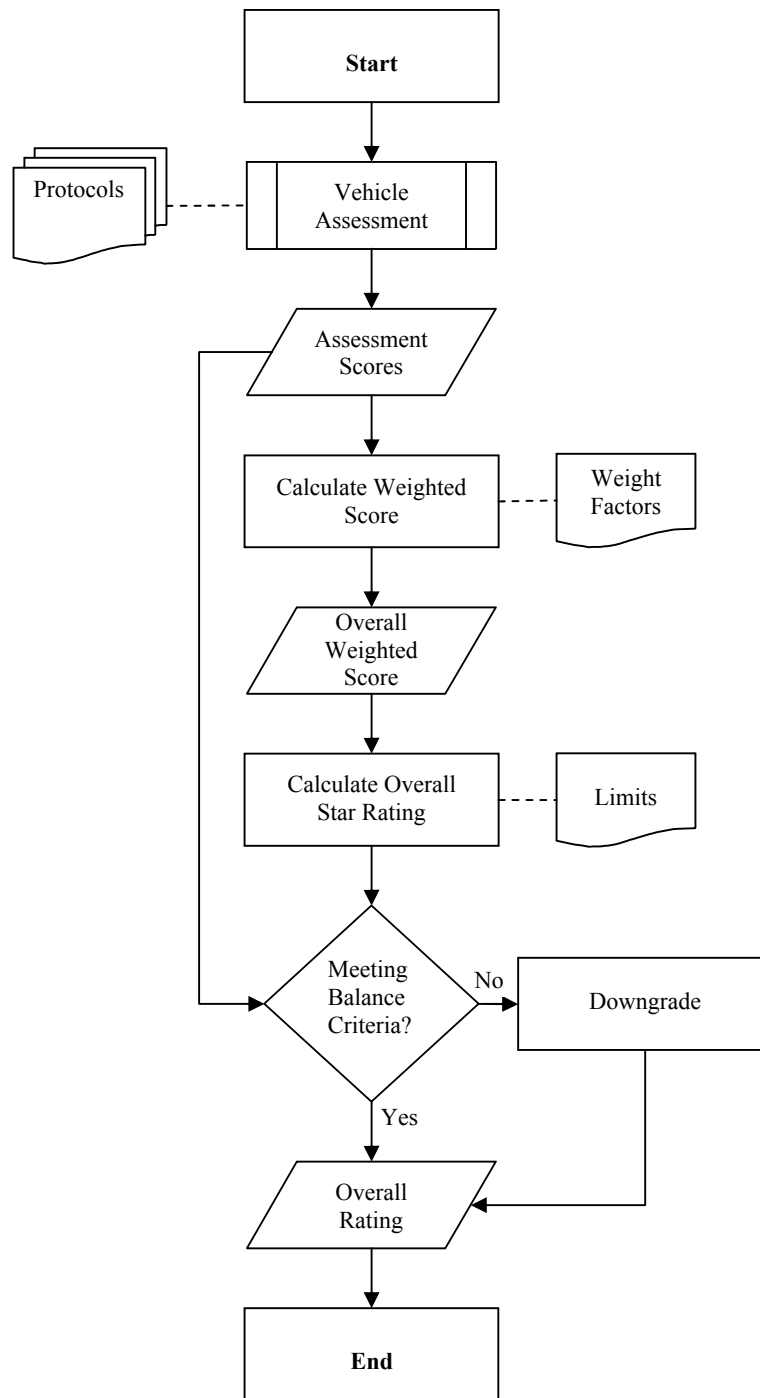 Start
Protocols
Vehicle
Assessment
Assessment
Scores
Calculate Weighted
Score
Weight
Factors
Overall
Weighted
Score
Calculate Overall
Star Rating
Limits
Meeting
Balance
Criteria?
No
Downgrade
Yes
Overall
Rating
End